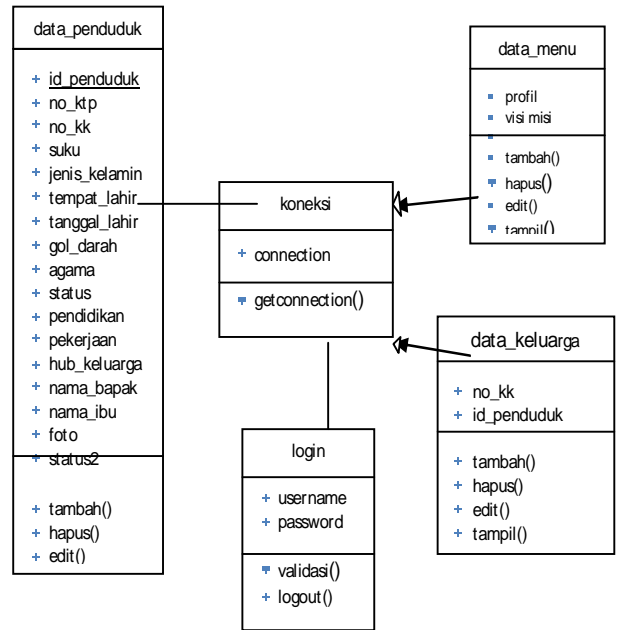 data_penduduk
+ id_penduduk
+ no_ktp
+ no_kk
+ suku
+ jenis_kelamin
+ tempat_lahir
+ tanggal_lahir
+ gol_darah
+ agama
+ status
+ pendidikan
+ pekerjaan
+ hub_keluarga
+ nama_bapak
+ nama_ibu
+ foto
+ status2
+ tambah()
+ hapus()
+ edit()
koneksi
+ connection
getconnection()
login
+ username
+ password
validasi()
+ logout()
data_menu
profil
visi misi
tambah()
hapus()
edit()
tampil()
data_keluarga
+ no_kk
+ id_penduduk
+ tambah()
+ hapus()
+ edit()
+ tampil()